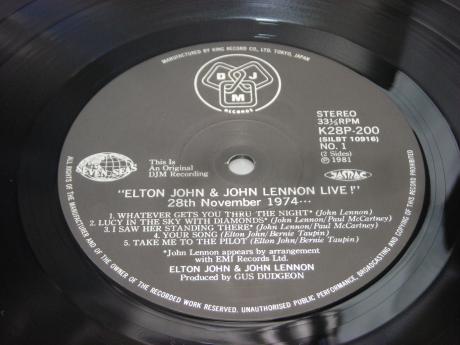 MANUFACTURED BY KING RECORD CO., LTD. TOKYO, JAPAN
DJM
RECORDS
STEREO
33⅓RPM
K28P-200
(SILBT 10916)
NO. 1
(2 Sides)
℗ 1981
SEVEN SEAS
This Is
An Original
DJM Recording
JASRAC
"ELTON JOHN & JOHN LENNON LIVE!"
28th November 1974…
1. WHATEVER GETS YOU THRU THE NIGHT* (John Lennon)
2. LUCY IN THE SKY WITH DIAMONDS* (John Lennon/Paul McCartney)
3. I SAW HER STANDING THERE* (John Lennon/Paul McCartney)
4. YOUR SONG (Elton John/Bernie Taupin)
5. TAKE ME TO THE PILOT (Elton John/Bernie Taupin)
*John Lennon appears by arrangement
with EMI Records Ltd.
ELTON JOHN & JOHN LENNON
Produced by GUS DUDGEON
ALL RIGHTS OF THE MANUFACTURER AND OF THE OWNER OF THE RECORDED WORK RESERVED. UNAUTHORISED PUBLIC PERFORMANCE, BROADCASTING AND COPYING OF THIS RECORD PROHIBITED